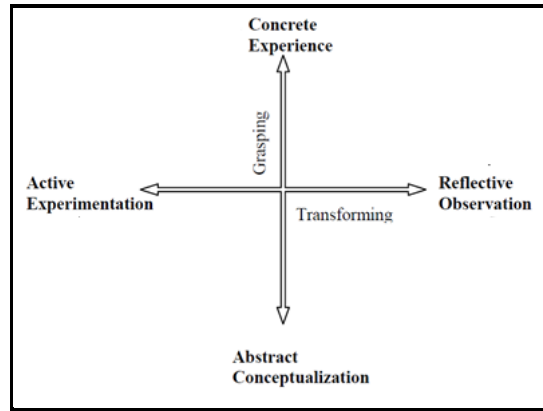 Concrete
Experience
Grasping
Active
Experimentation
Reflective
Observation
Transforming
Abstract
Conceptualization